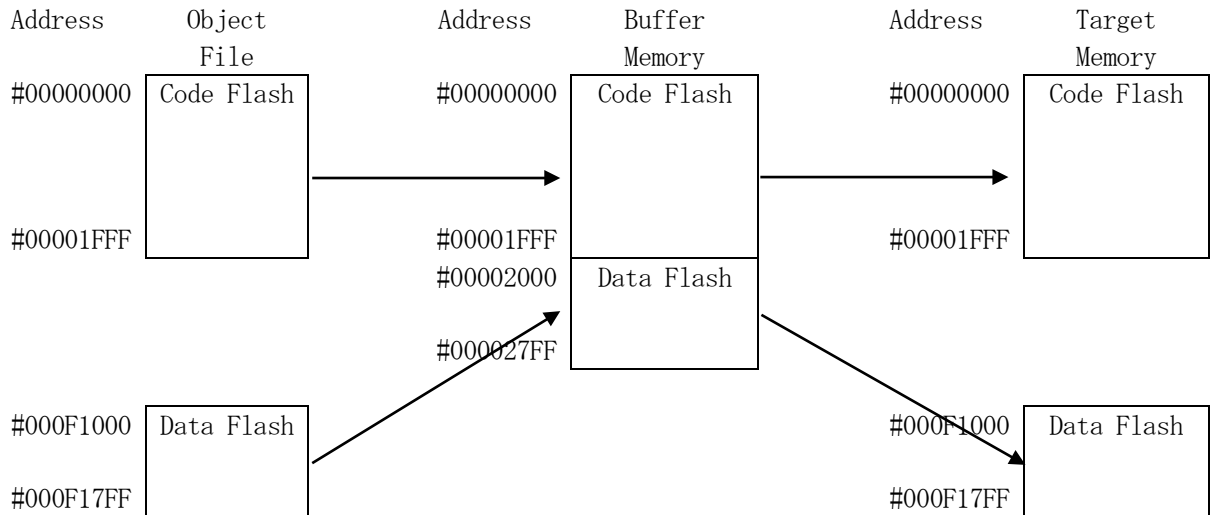 Address Object Address Buffer Address Target
File Memory Memory
#00000000 Code Flash #00000000 Code Flash #00000000 Code Flash
#00001FFF #00001FFF #00001FFF
#00002000 Data Flash
#000027FF
#000F1000 Data Flash #000F1000 Data Flash
#000F17FF #000F17FF